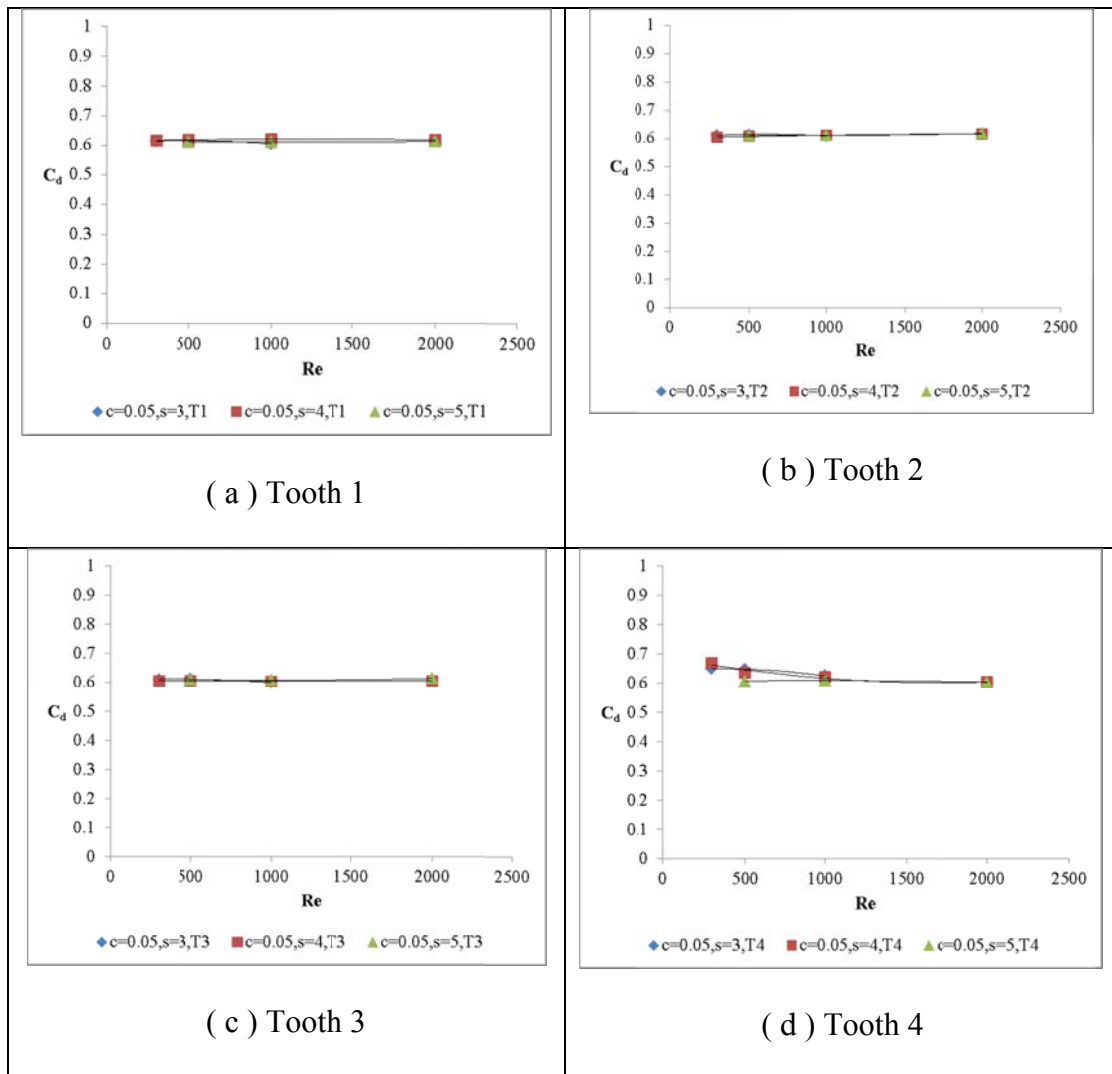 1
0.9
0.8
0.7
0.6
C_d 0.5
0.4
0.3
0.2
0.1
0
0 500 1000 1500 2000 2500
Re
c=0.05,s=3,T1 c=0.05,s=4,T1 c=0.05,s=5,T1
( a ) Tooth 1
1
0.9
0.8
0.7
0.6
0.5
C_d
0.4
0.3
0.2
0.1
0
0 500 1000 1500 2000 2500
Re
c=0.05,s=3,T2 c=0.05,s=4,T2 c=0.05,s=5,T2
( b ) Tooth 2
1
0.9
0.8
0.7
0.6
0.5
C_d
0.4
0.3
0.2
0.1
0
0 500 1000 1500 2000 2500
Re
c=0.05,s=3,T3 c=0.05,s=4,T3 c=0.05,s=5,T3
( c ) Tooth 3
1
0.9
0.8
0.7
0.6
0.5
C_d
0.4
0.3
0.2
0.1
0
0 500 1000 1500 2000 2500
Re
c=0.05,s=3,T4 c=0.05,s=4,T4 c=0.05,s=5,T4
( d ) Tooth 4